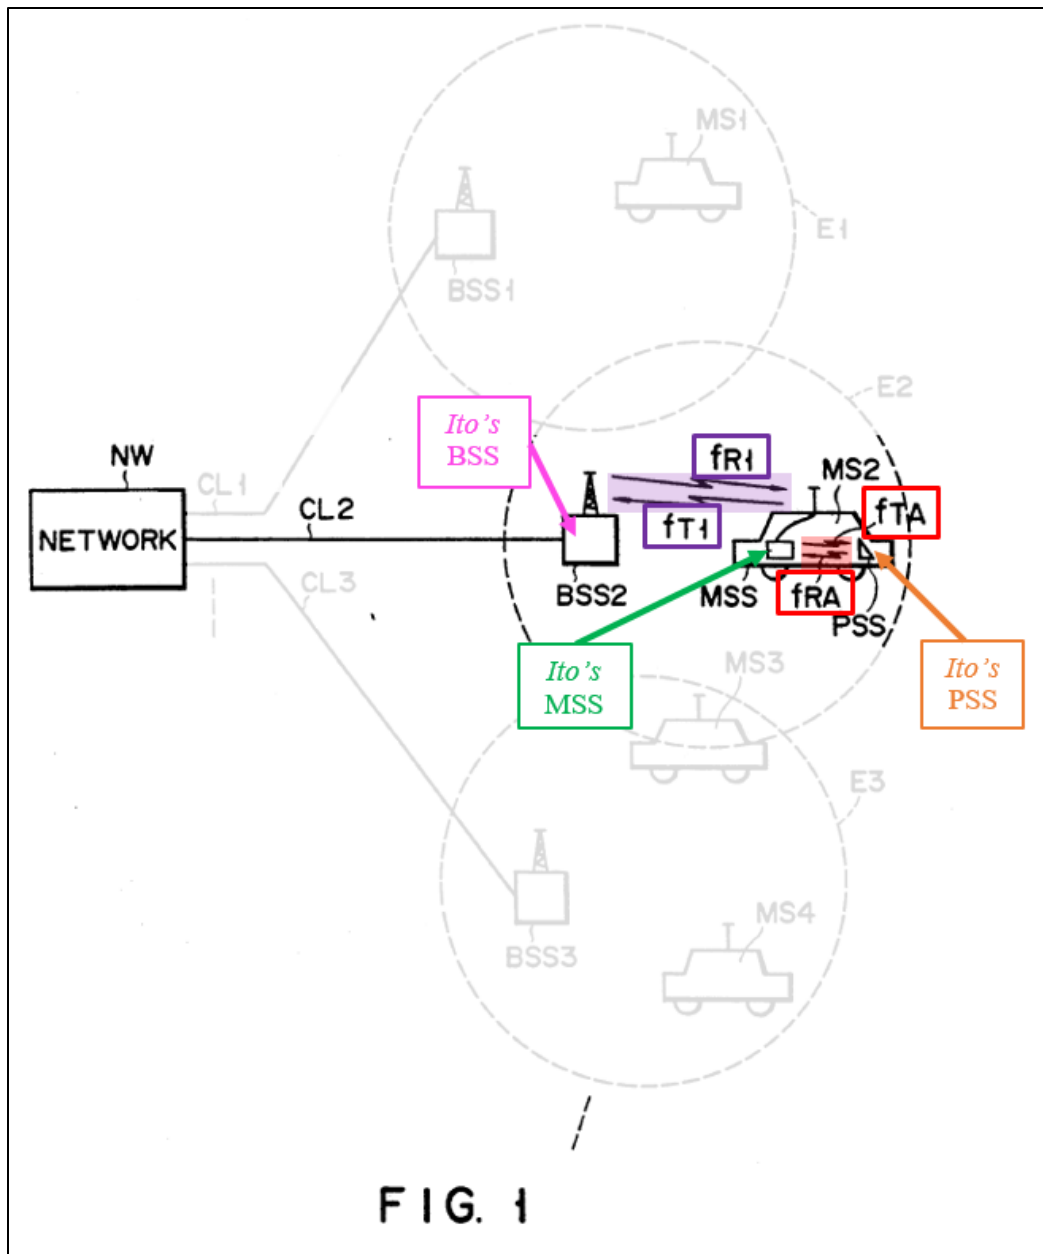 MS1
E1
BSS1
E2
Ito's
BSS
NW
fR1
MS2
CL1
fTA
CL2
NETWORK
fT1
CL3
BSS2
MSS
fRA
PSS
Ito's
MSS
Ito's
PSS
MS3
E3
MS4
BSS3
FIG. 1